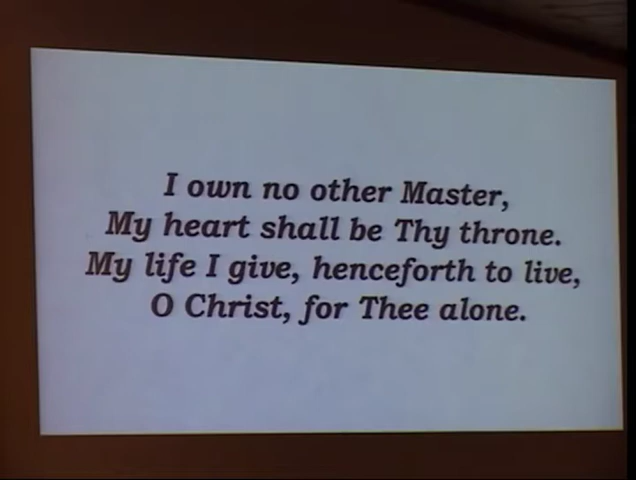 I own no other Master,
My heart shall be Thy throne.
My life I give, henceforth to live,
O Christ, for Thee alone.